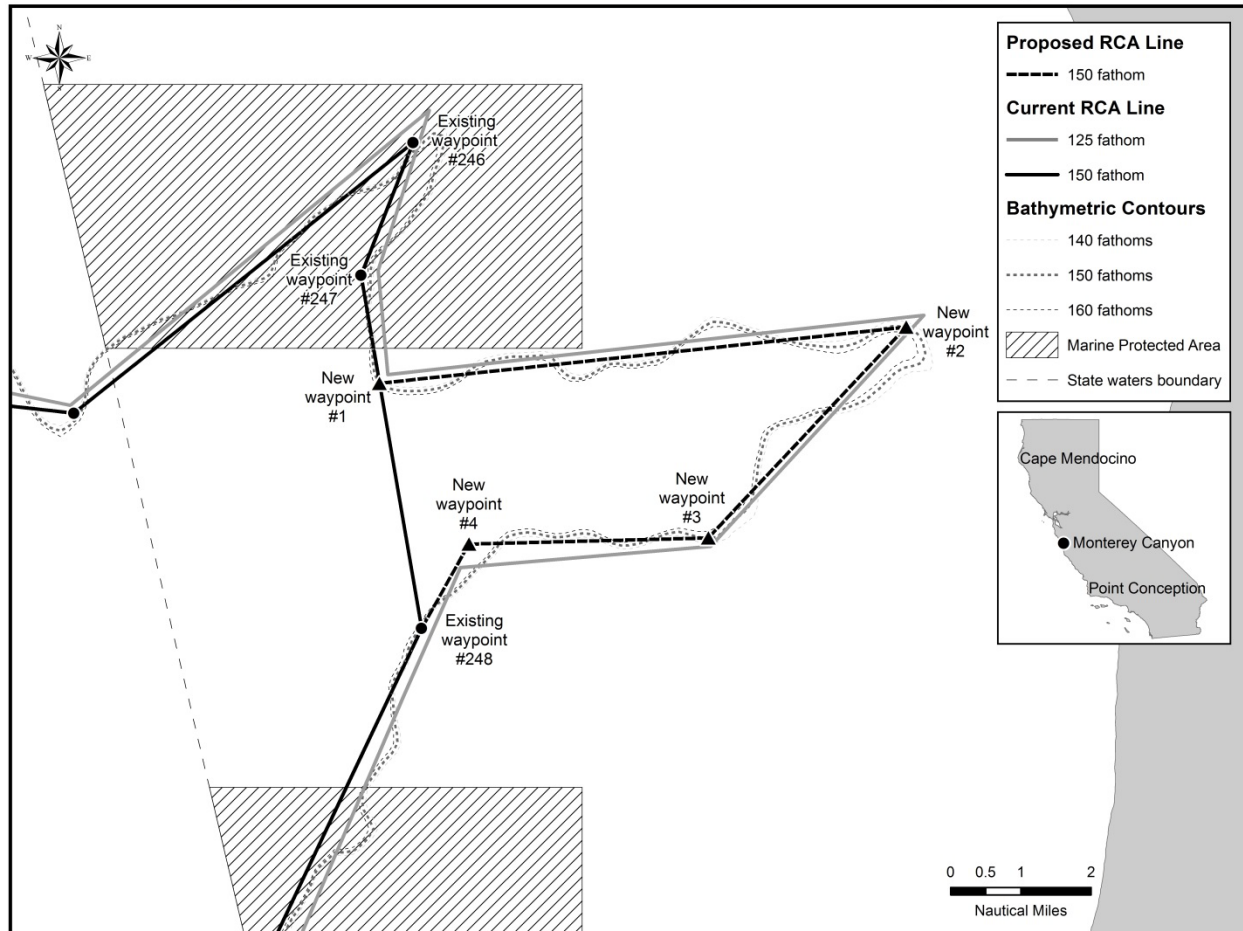 N
W
E
S
Existing
waypoint
#246
Existing
waypoint
#247
New
waypoint
#1
New
waypoint
#2
New
waypoint
#3
New
waypoint
#4
Existing
waypoint
#248
Proposed RCA Line
150 fathom
Current RCA Line
125 fathom
150 fathom
Bathymetric Contours
140 fathoms
150 fathoms
160 fathoms
Marine Protected Area
State waters boundary
Cape Mendocino
Monterey Canyon
Point Conception
0 0.5 1 2
Nautical Miles